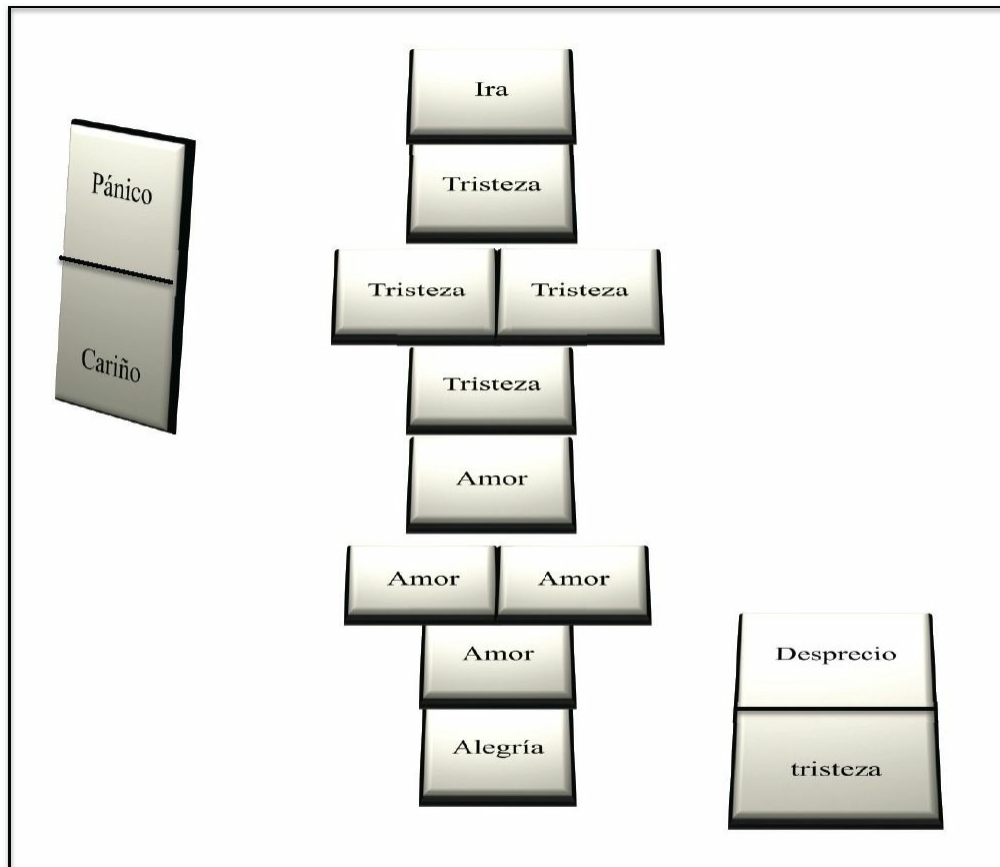 Ira
Pánico
Tristeza
Tristeza Tristeza
Cariño
Tristeza
Amor
Amor Amor
Amor
Desprecio
Alegría
tristeza